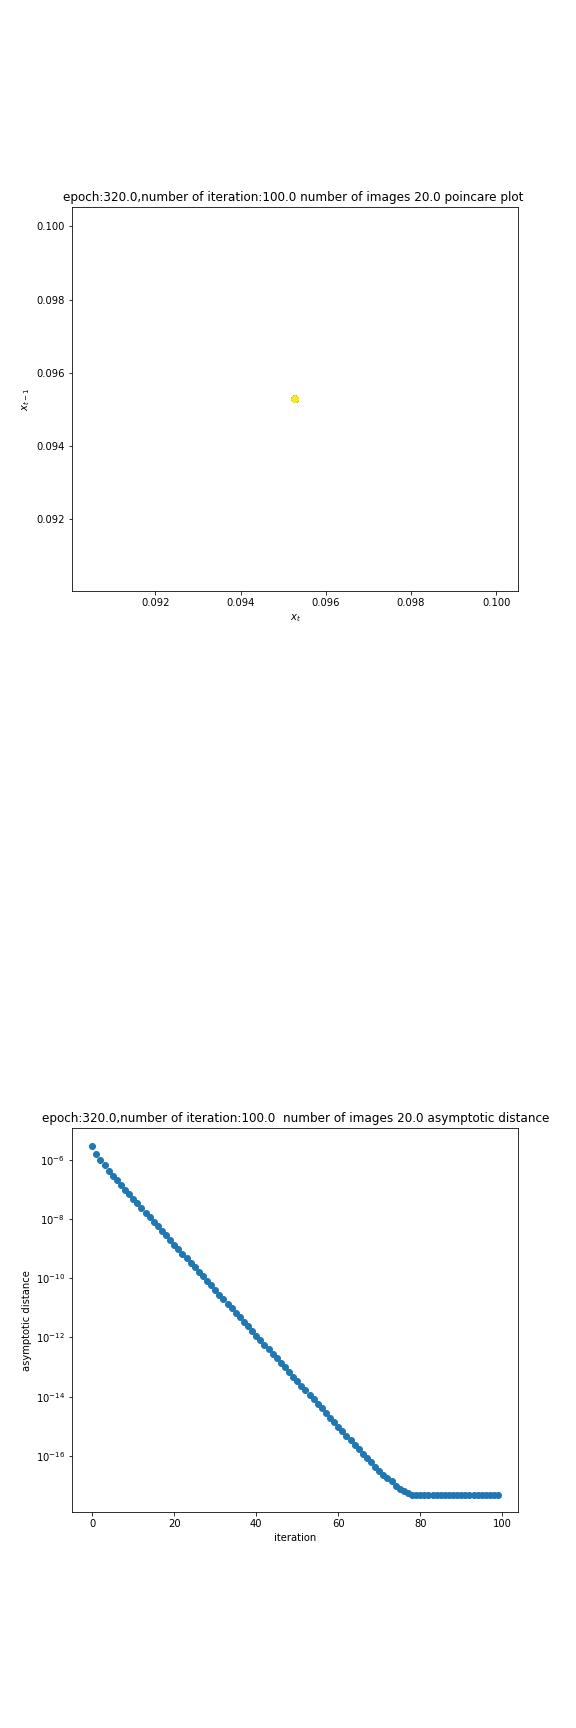 epoch:320.0,number of iteration:100.0 number of images 20.0 poincare plot
0.100
0.098
0.096
0.094
0.092
x_{t-1}
0.092 0.094 0.096 0.098 0.100
x_t
epoch:320.0,number of iteration:100.0  number of images 20.0 asymptotic distance
10^{-6}
10^{-8}
10^{-10}
10^{-12}
10^{-14}
10^{-16}
asymptotic distance
0 20 40 60 80 100
iteration